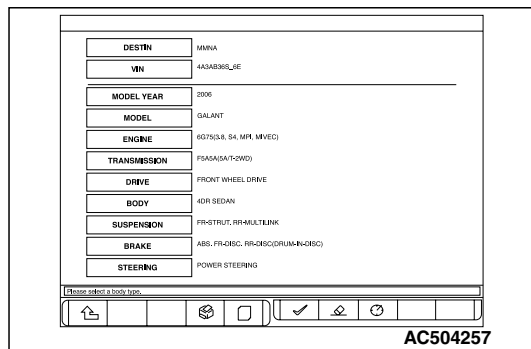 DESTIN MMNA
VIN 4A3AB36S_6E
MODEL YEAR 2006
MODEL GALANT
ENGINE 6G75(3.8, S4, MPI, MIVEC)
TRANSMISSION F5A5A(5A/T-2WD)
DRIVE FRONT WHEEL DRIVE
BODY 4DR SEDAN
SUSPENSION FR-STRUT, RR-MULTILINK
BRAKE ABS. FR-DISC. RR-DISC(DRUM-IN-DISC)
STEERING POWER STEERING
Please select a body type.
AC504257